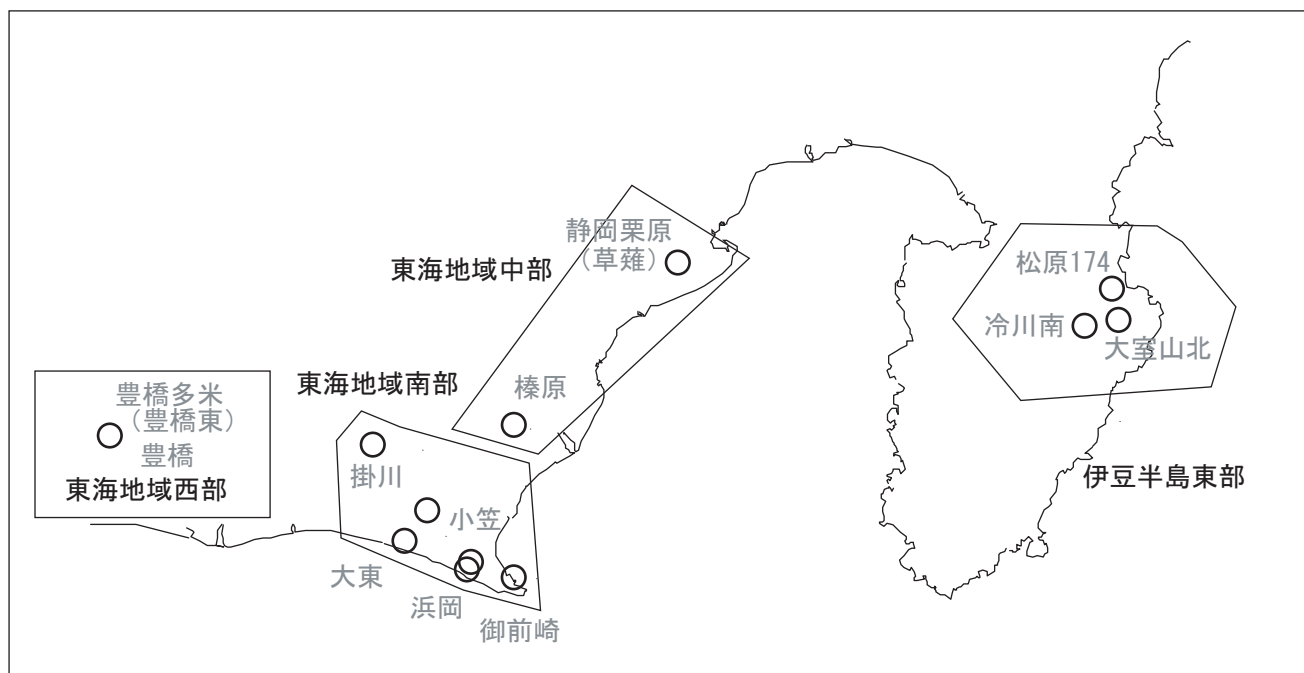 静岡栗原
（草薙）
東海地域中部
松原174
冷川南
大室山北
東海地域南部
榛原
豊橋多米
（豊橋東）
豊橋
東海地域西部
掛川
伊豆半島東部
小笠
大東
浜岡
御前崎